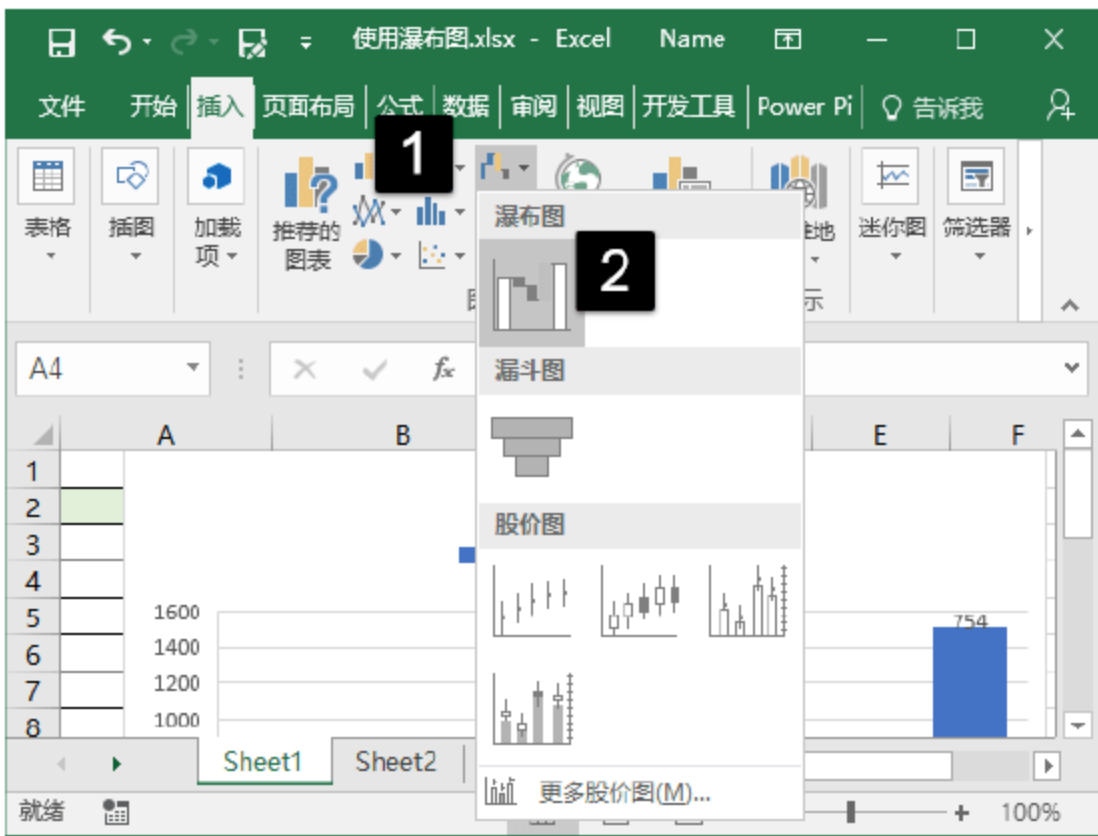 使用瀑布图.xlsx - Excel Name
文件 开始 插入 页面布局 公式 数据 审阅 视图 开发工具 Power Pi 告诉我
1
表格 插图 加载项 推荐的图表 迷你图 筛选器
瀑布图
2
漏斗图
股价图
更多股价图(M)...
A4 fx
A B E F
1
2
3
4
5
6
7
8
1600
1400
1200
1000
754
Sheet1 Sheet2
就绪 100%